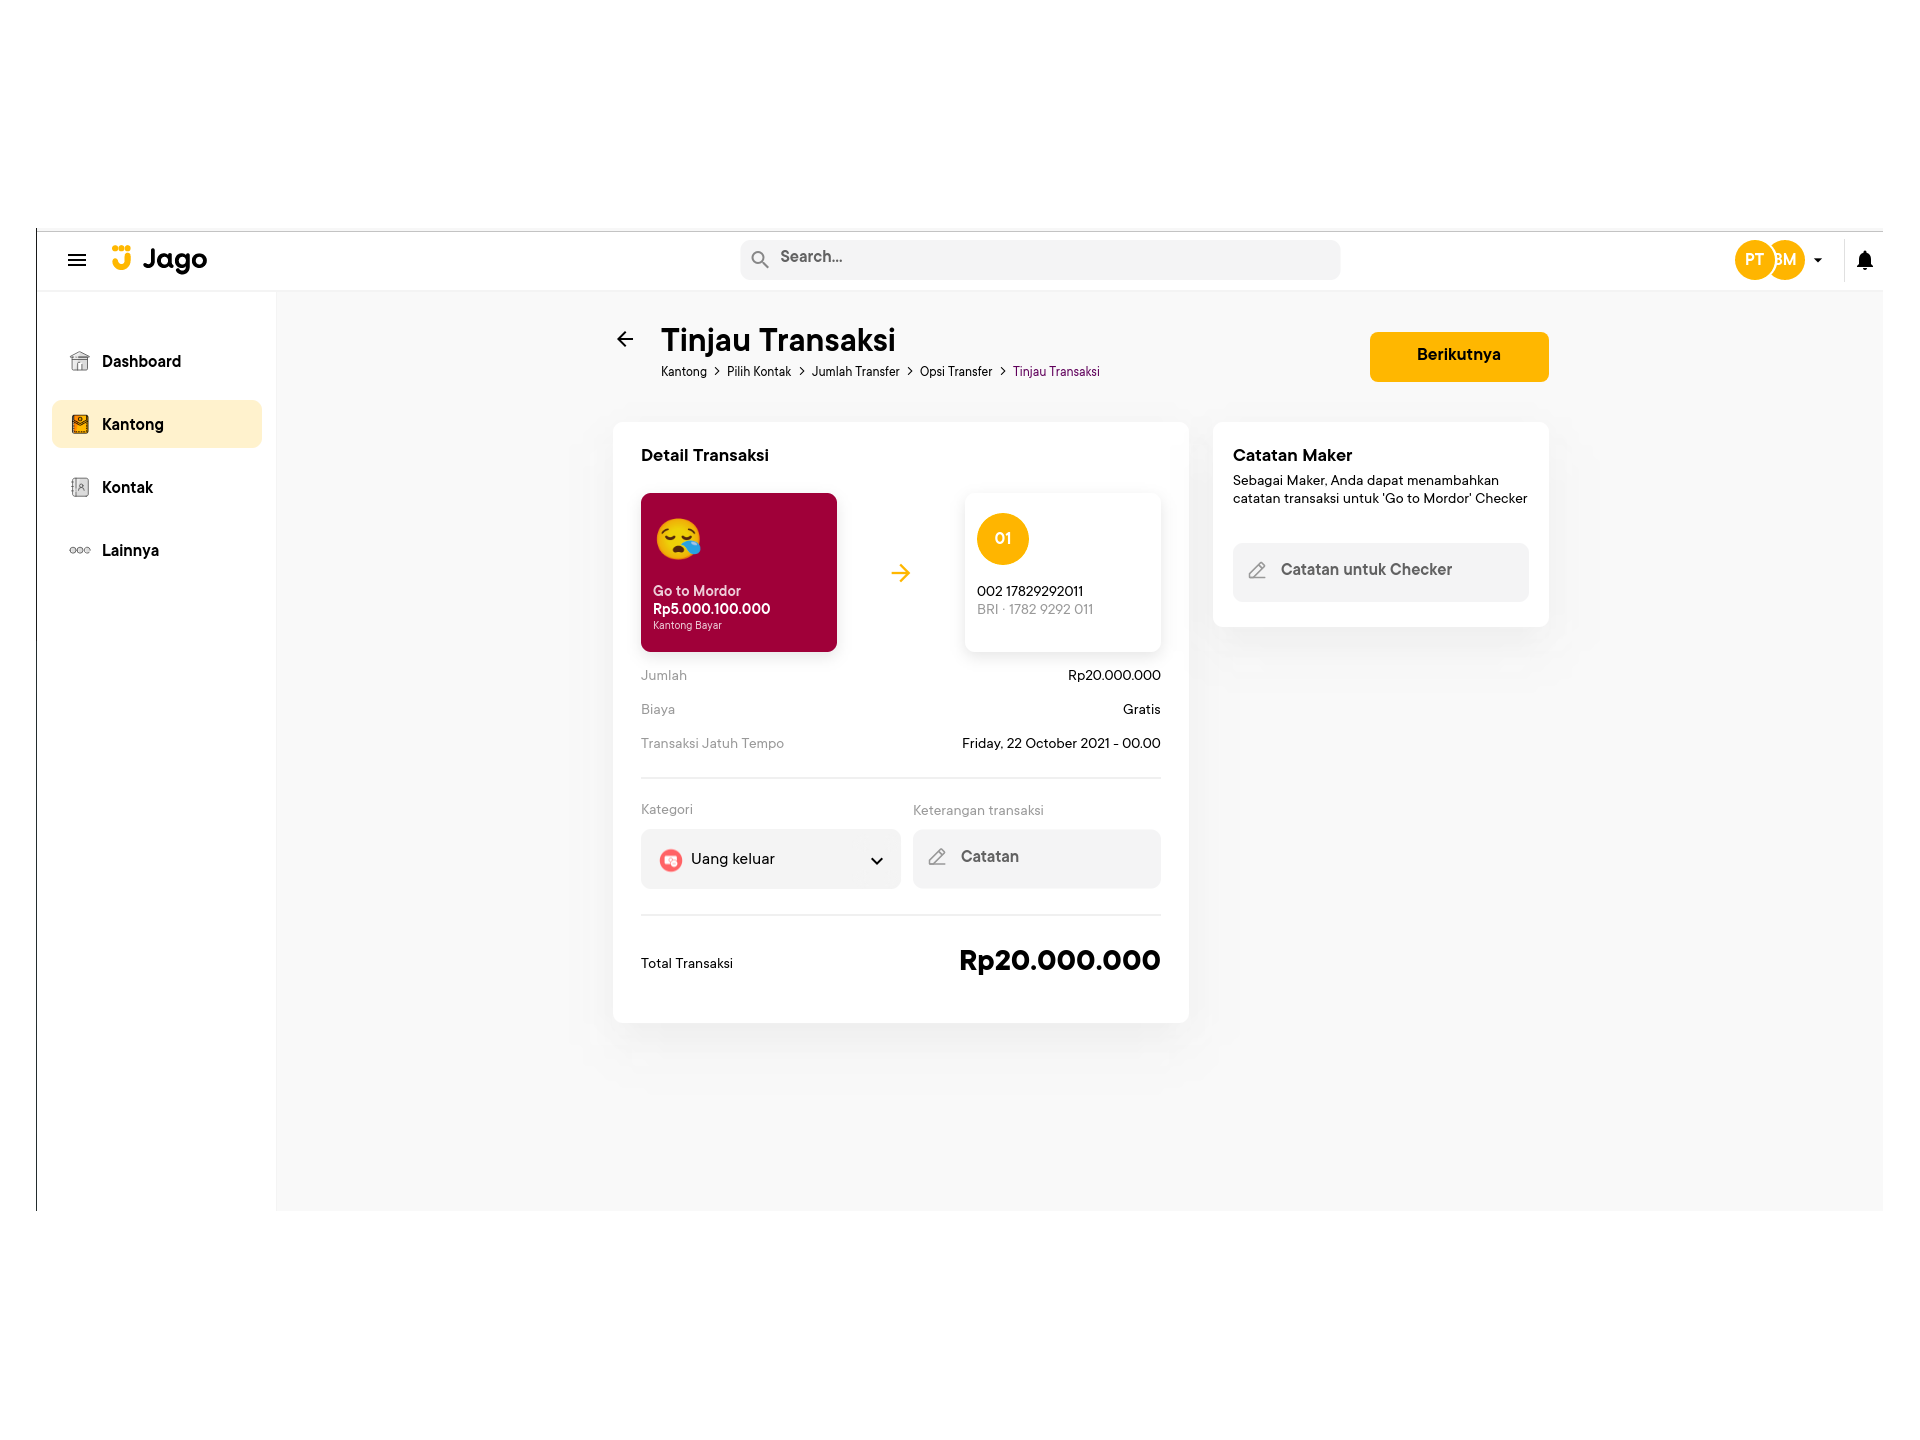 Jago
Search...
PT BM
Dashboard
Kantong
Kontak
Lainnya
Tinjau Transaksi
Kantong > Pilih Kontak > Jumlah Transfer > Opsi Transfer > Tinjau Transaksi
Berikutnya
Detail Transaksi
Go to Mordor
Rp5.000.100.000
Kantong Bayar
01
002 17829292011
BRI · 1782 9292 011
Jumlah Rp20.000.000
Biaya Gratis
Transaksi Jatuh Tempo Friday, 22 October 2021 - 00.00
Kategori
Uang keluar
Keterangan transaksi
Catatan
Total Transaksi Rp20.000.000
Catatan Maker
Sebagai Maker, Anda dapat menambahkan
catatan transaksi untuk 'Go to Mordor' Checker
Catatan untuk Checker